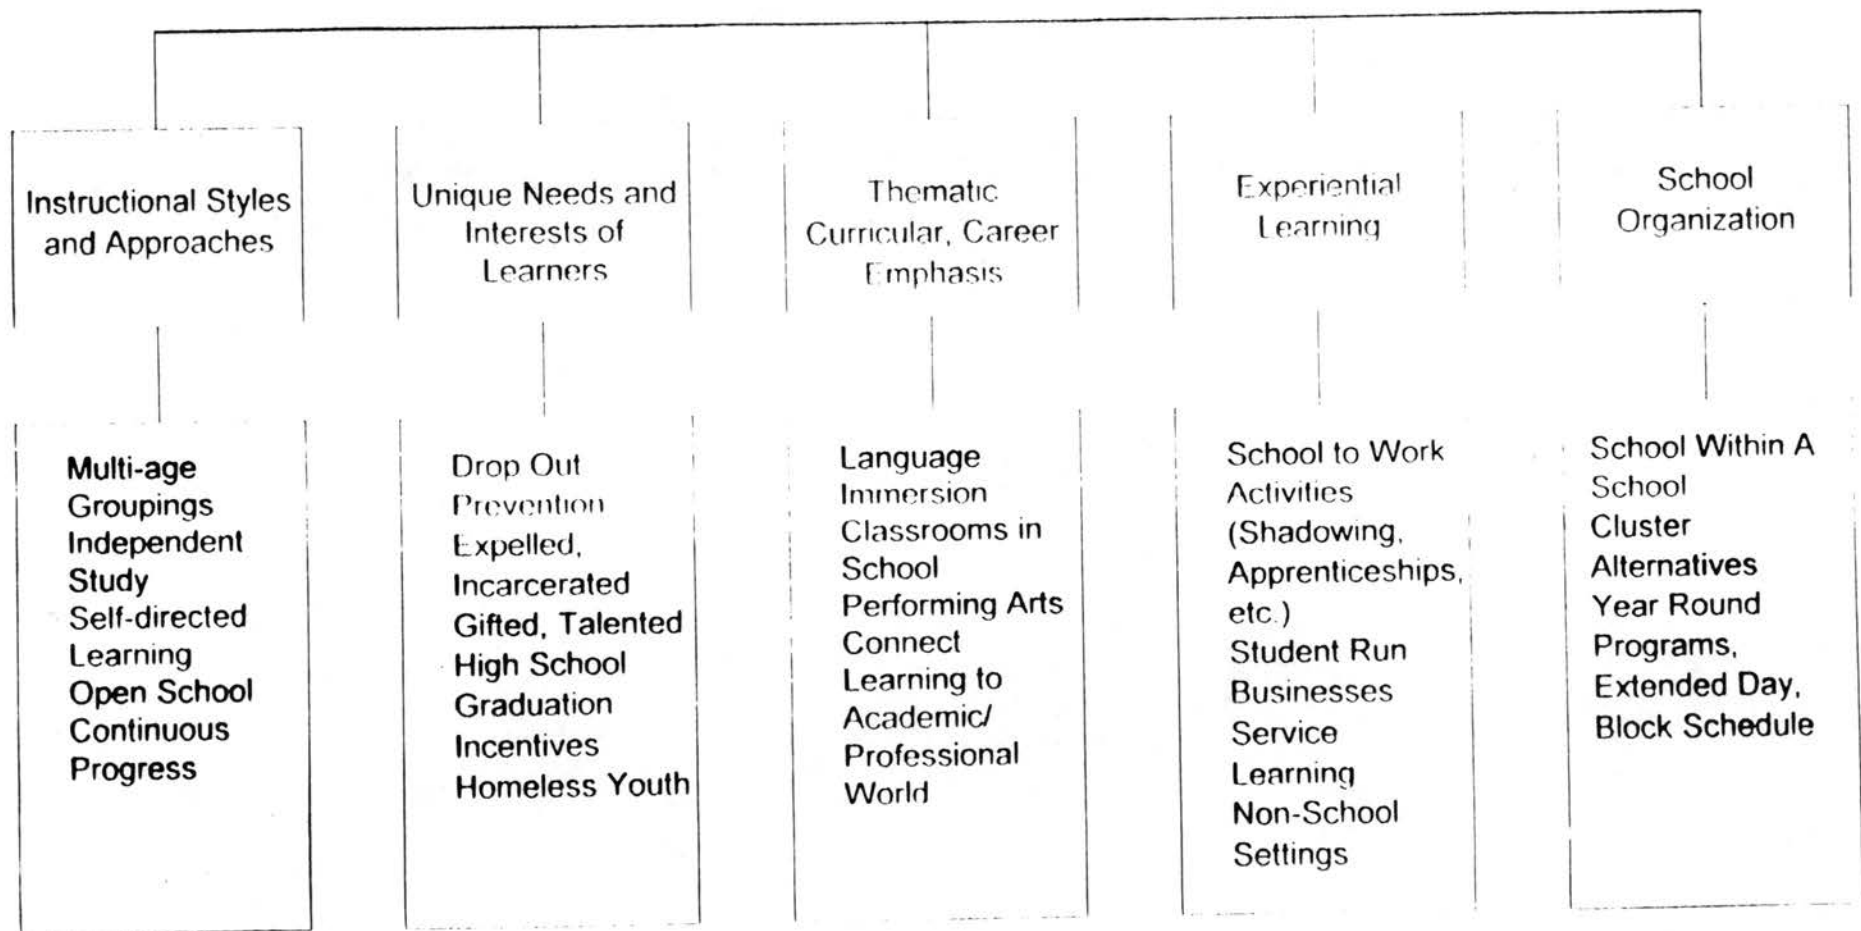 Instructional Styles
and Approaches
Unique Needs and
Interests of
Learners
Thematic
Curricular, Career
Emphasis
Experiential
Learning
School
Organization
Multi-age
Groupings
Independent
Study
Self-directed
Learning
Open School
Continuous
Progress
Drop Out
Prevention
Expelled,
Incarcerated
Gifted, Talented
High School
Graduation
Incentives
Homeless Youth
Language
Immersion
Classrooms in
School
Performing Arts
Connect
Learning to
Academic/
Professional
World
School to Work
Activities
(Shadowing,
Apprenticeships,
etc.)
Student Run
Businesses
Service
Learning
Non-School
Settings
School Within A
School
Cluster
Alternatives
Year Round
Programs,
Extended Day,
Block Schedule